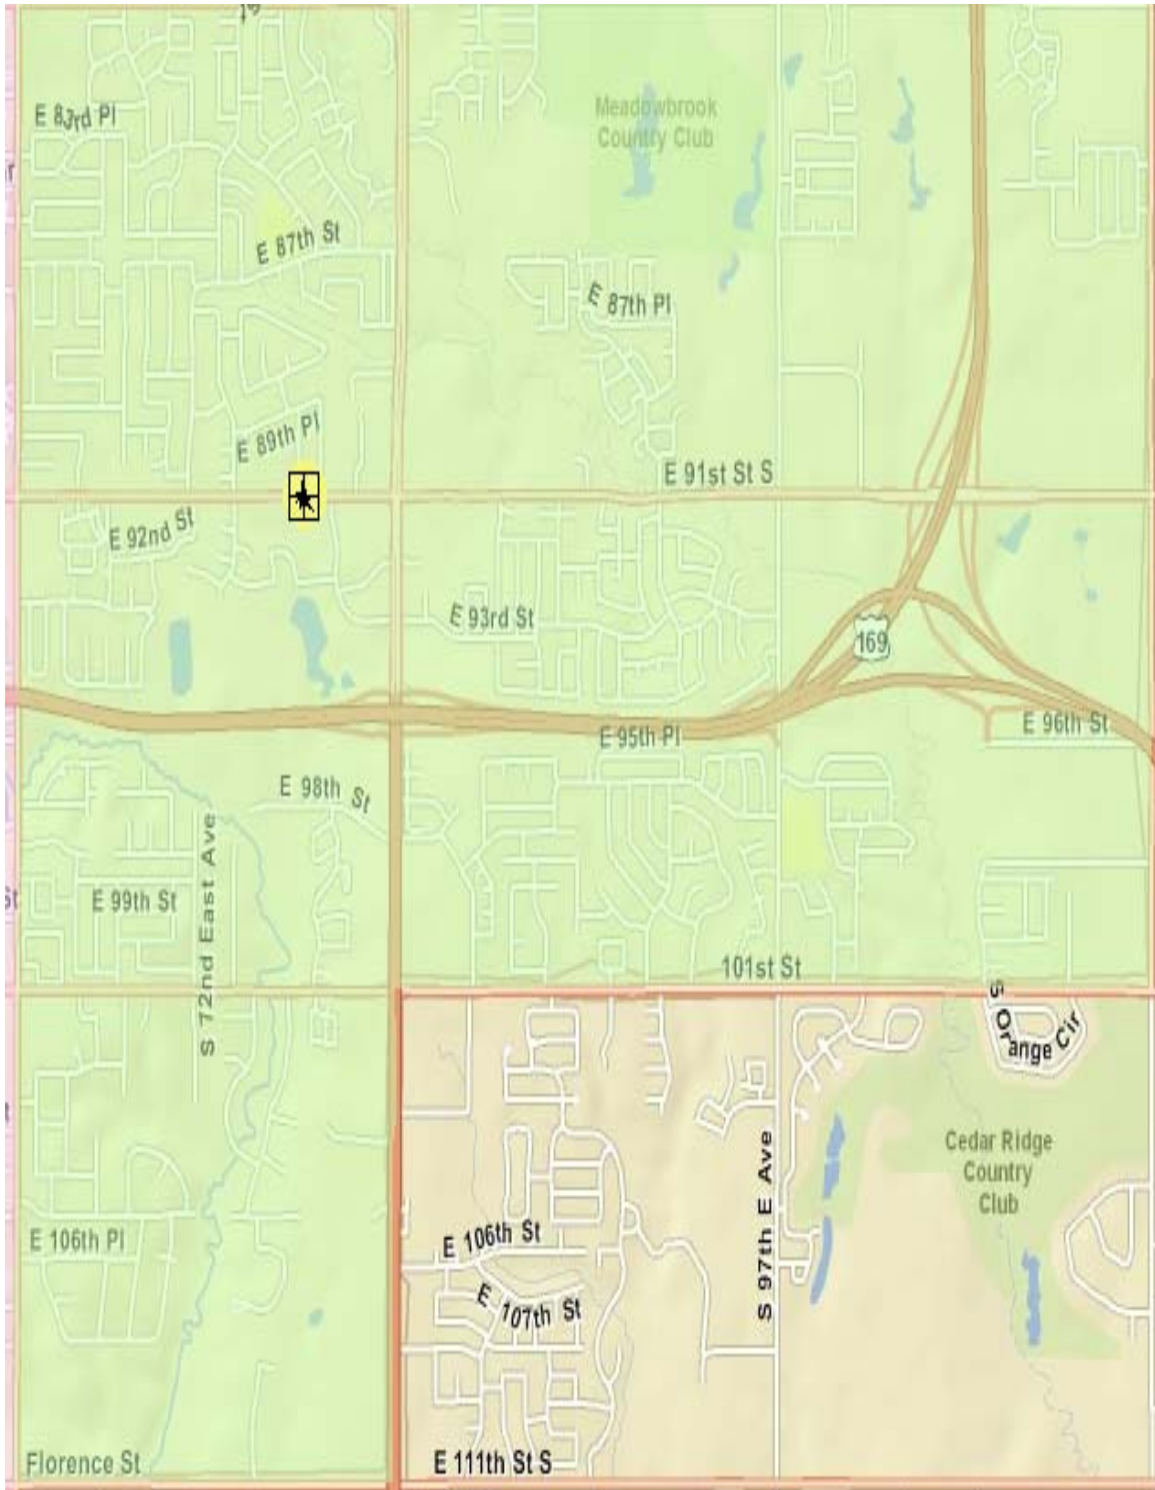 E 83rd Pl
Meadowbrook
Country Club
E 87th St
E 87th Pl
E 89th Pl
E 91st St S
E 92nd St
E 93rd St
169
E 95th Pl
E 96th St
E 98th St
S 72nd East Ave
E 99th St
St
101st St
S Orange Cir
Cedar Ridge
Country
Club
S 97th E Ave
E 106th St
E 106th Pl
E 107th St
Florence St
E 111th St S